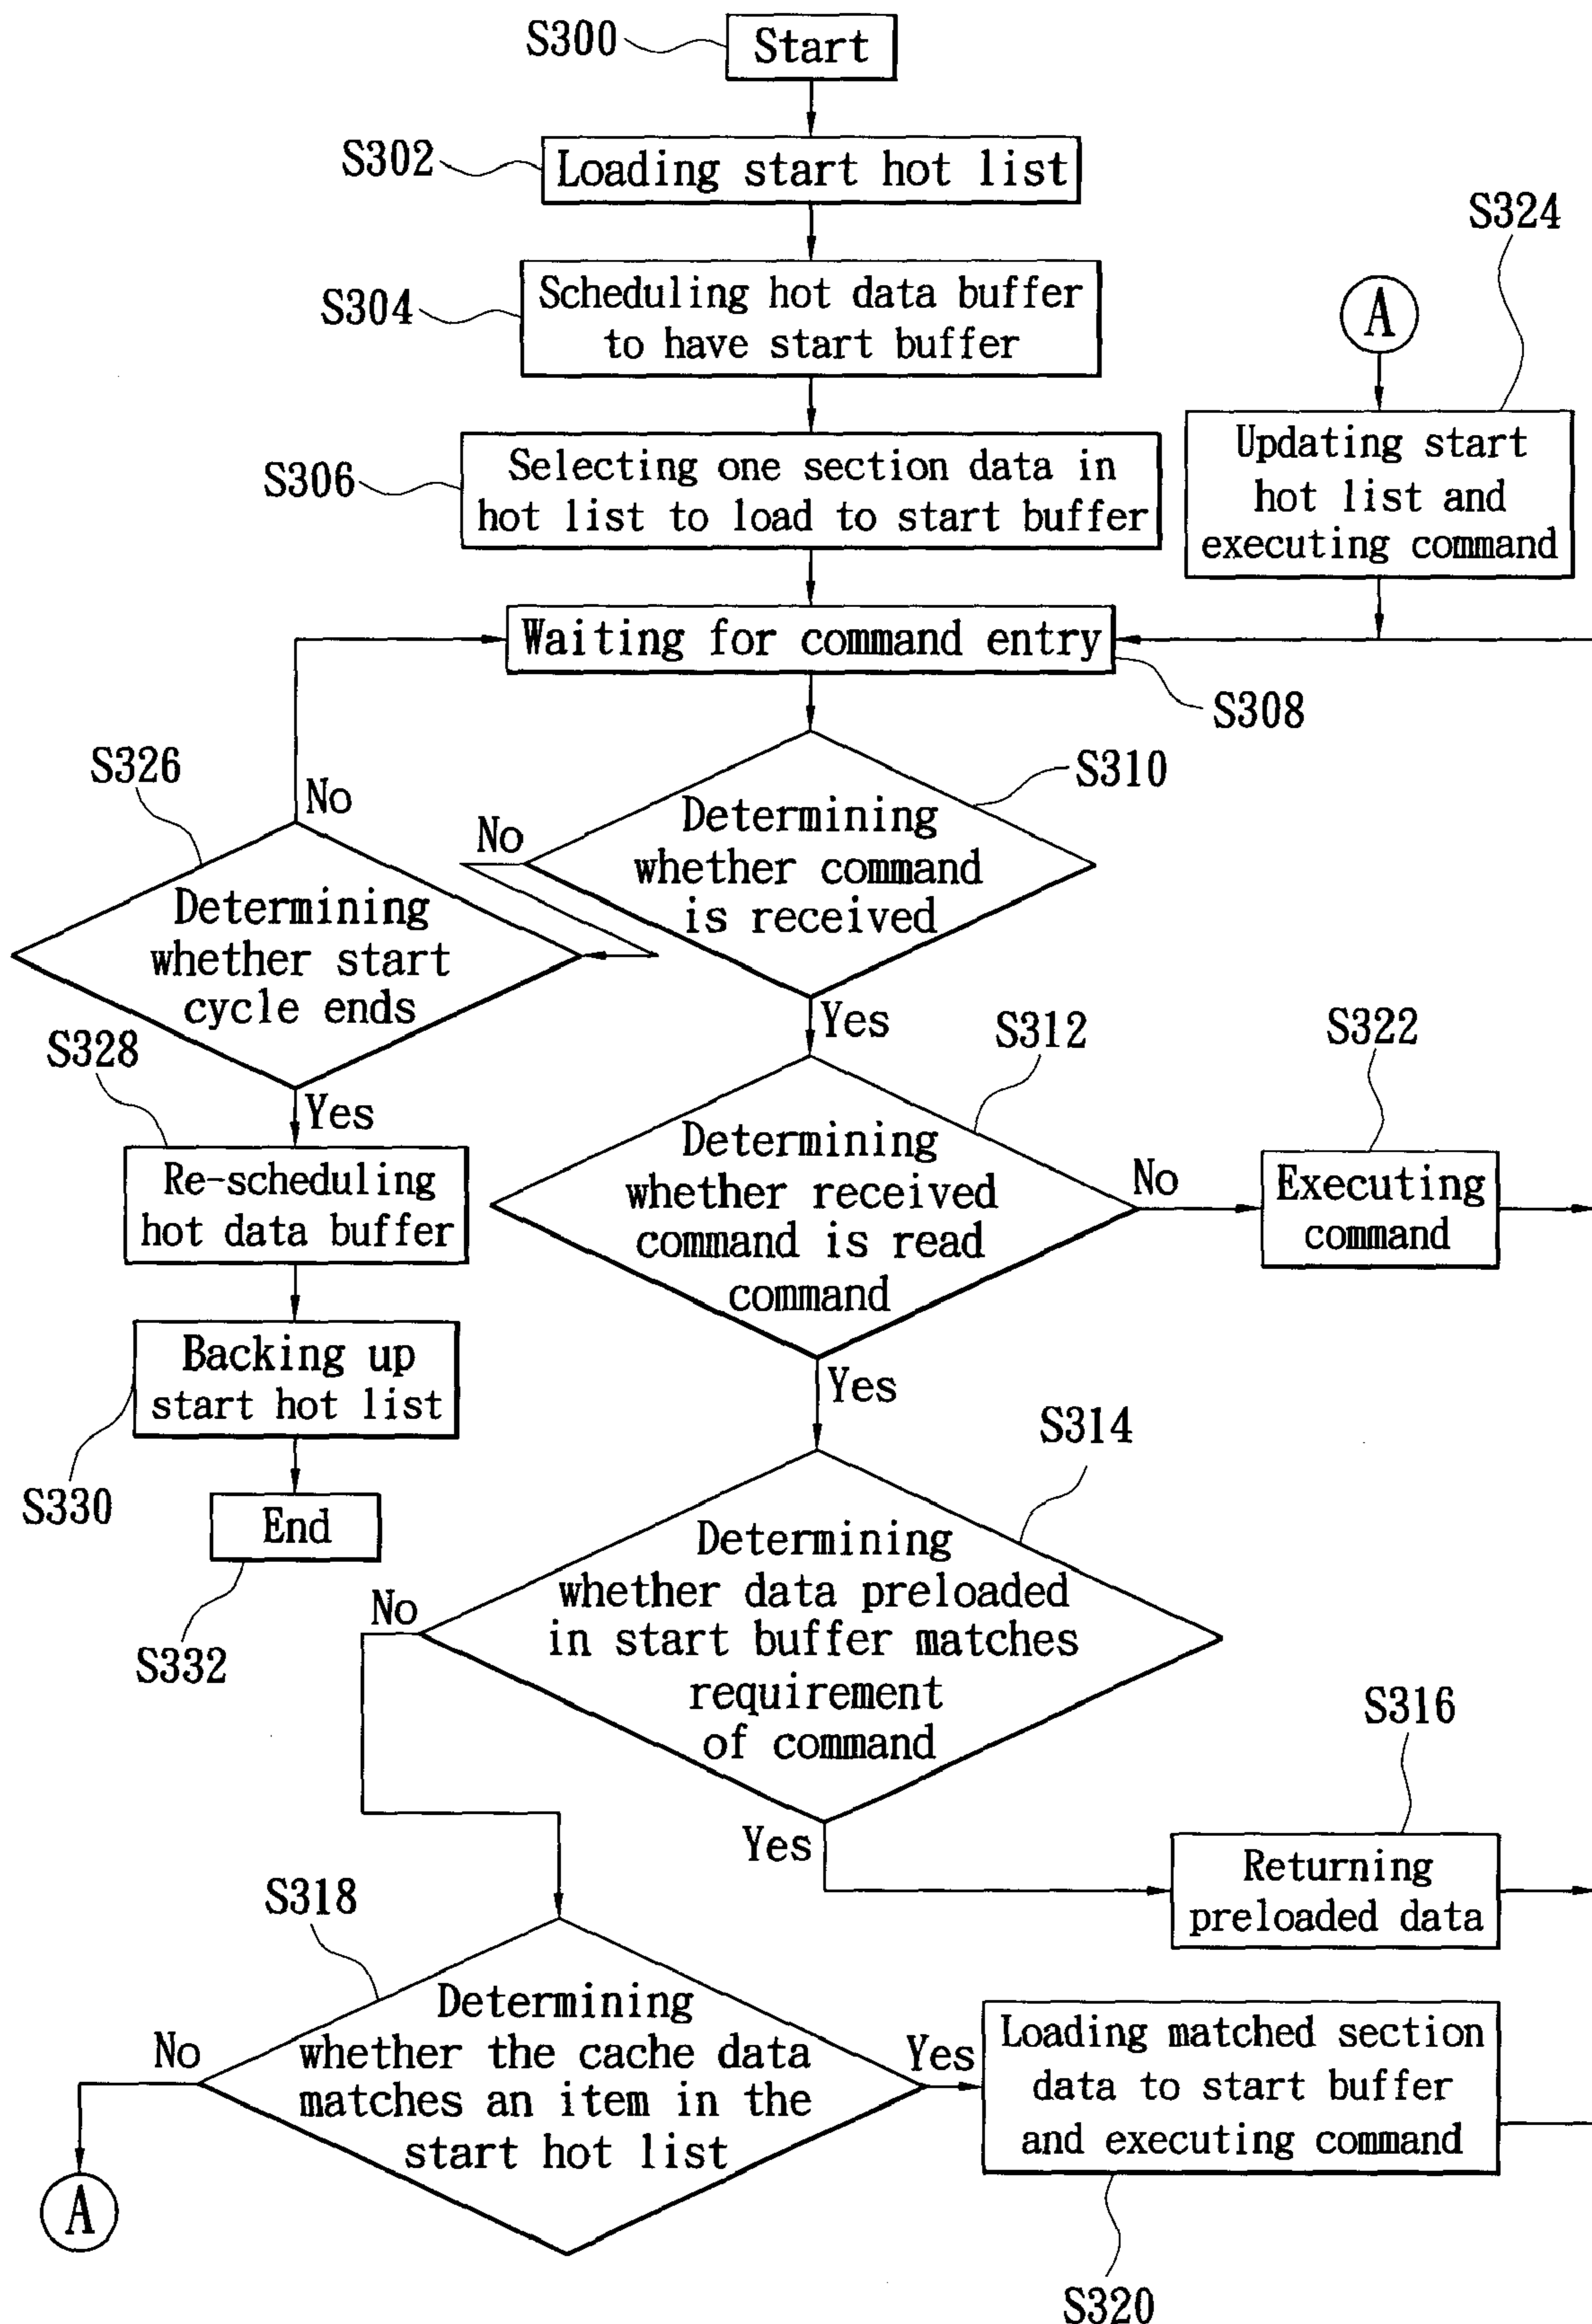 S300
Start
S302
Loading start hot list
S304
Scheduling hot data buffer
to have start buffer
S306
Selecting one section data in
hot list to load to start buffer
S324
A
Updating start
hot list and
executing command
Waiting for command entry
S308
S326
No
Determining
whether start
cycle ends
No
S310
Determining
whether command
is received
Yes
S328
Yes
Re-scheduling
hot data buffer
S312
Determining
whether received
command is read
command
No
S322
Executing
command
Backing up
start hot list
S330
End
S332
Yes
S314
Determining
whether data preloaded
in start buffer matches
requirement
of command
No
Yes
S316
Returning
preloaded data
S318
Determining
whether the cache data
matches an item in the
start hot list
No
A
Yes
Loading matched section
data to start buffer
and executing command
S320